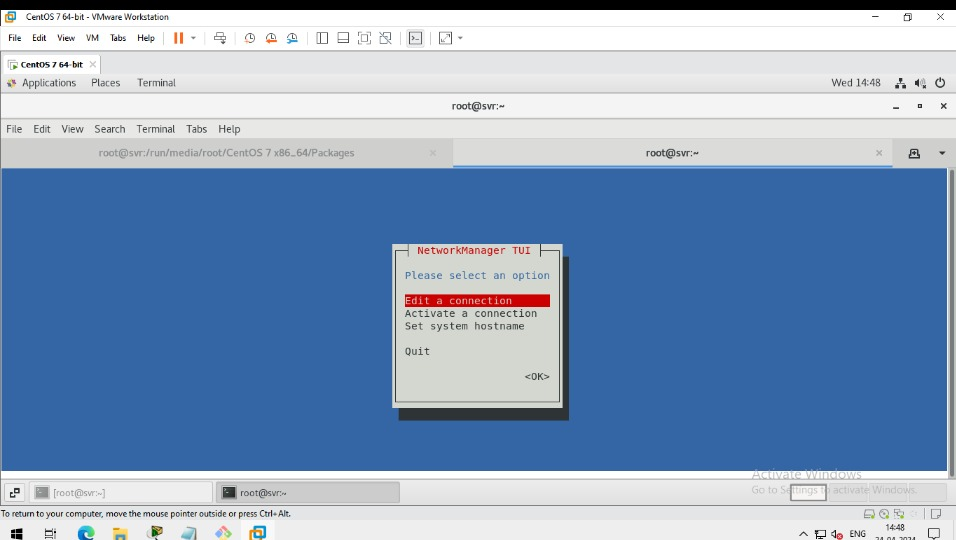 CentOS 7 64-bit - VMware Workstation
File Edit View VM Tabs Help
CentOS 7 64-bit
Applications Places Terminal Wed 14:48
root@svr:~
File Edit View Search Terminal Tabs Help
root@svr:/run/media/root/CentOS 7 x86_64/Packages root@svr:~
NetworkManager TUI
Please select an option
Edit a connection
Activate a connection
Set system hostname
Quit
<OK>
Activate Windows
Go to Settings to activate Windows.
[root@svr:~] root@svr:~
To return to your computer, move the mouse pointer outside or press Ctrl+Alt.
ENG 14:48
24-04-2024